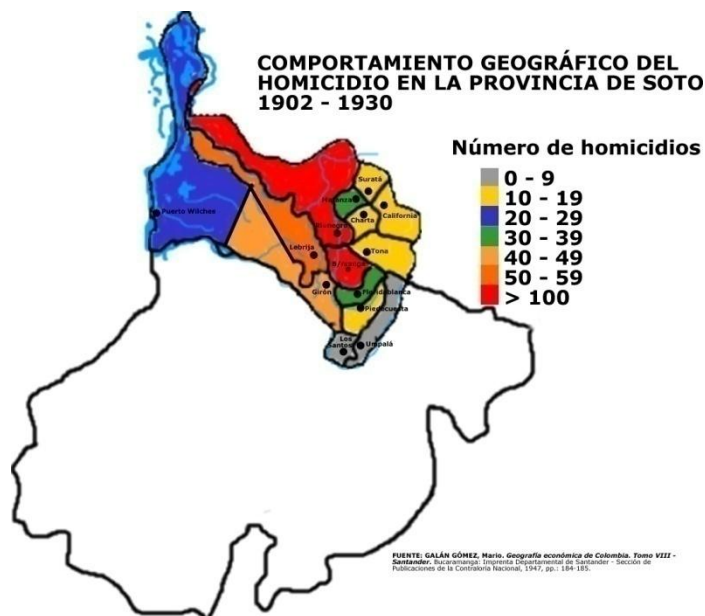 COMPORTAMIENTO GEOGRÁFICO DEL
HOMICIDIO EN LA PROVINCIA DE SOTO
1902 - 1930
Número de homicidios
0 - 9
10 - 19
20 - 29
30 - 39
40 - 49
50 - 59
> 100
Suratá
Matanza
California
Charta
Puerto Wilches
Rionegro
Tona
Lebrija
B/manga
Girón
Floridablanca
Piedecuesta
Los
Santos
Umpalá
FUENTE: GALÁN GÓMEZ, Mario. Geografía económica de Colombia. Tomo VIII -
Santander. Bucaramanga: Imprenta Departamental de Santander - Sección de
Publicaciones de la Contraloría Nacional, 1947, pp.: 184-185.